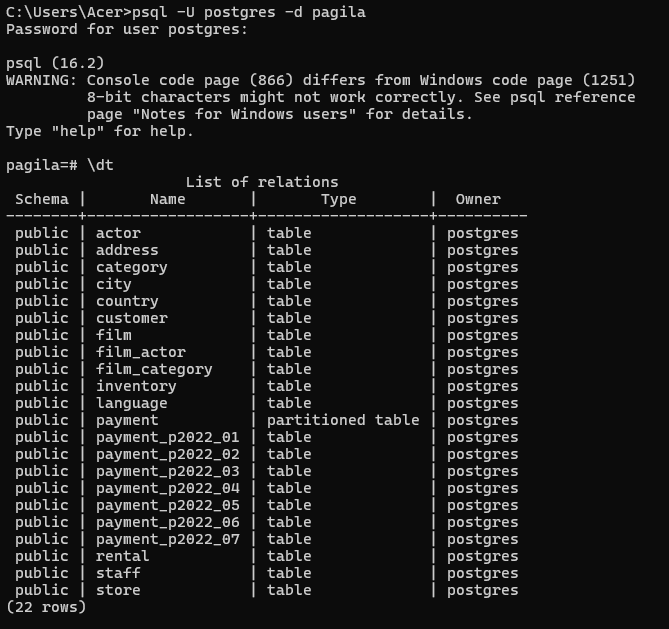 C:\Users\Acer>psql -U postgres -d pagila
Password for user postgres:

psql (16.2)
WARNING: Console code page (866) differs from Windows code page (1251)
         8-bit characters might not work correctly. See psql reference
         page "Notes for Windows users" for details.
Type "help" for help.

pagila=# \dt
                    List of relations
 Schema |       Name       |       Type        |  Owner
--------+------------------+-------------------+----------
 public | actor            | table             | postgres
 public | address          | table             | postgres
 public | category         | table             | postgres
 public | city             | table             | postgres
 public | country          | table             | postgres
 public | customer         | table             | postgres
 public | film             | table             | postgres
 public | film_actor       | table             | postgres
 public | film_category    | table             | postgres
 public | inventory        | table             | postgres
 public | language         | table             | postgres
 public | payment          | partitioned table | postgres
 public | payment_p2022_01 | table             | postgres
 public | payment_p2022_02 | table             | postgres
 public | payment_p2022_03 | table             | postgres
 public | payment_p2022_04 | table             | postgres
 public | payment_p2022_05 | table             | postgres
 public | payment_p2022_06 | table             | postgres
 public | payment_p2022_07 | table             | postgres
 public | rental           | table             | postgres
 public | staff            | table             | postgres
 public | store            | table             | postgres
(22 rows)